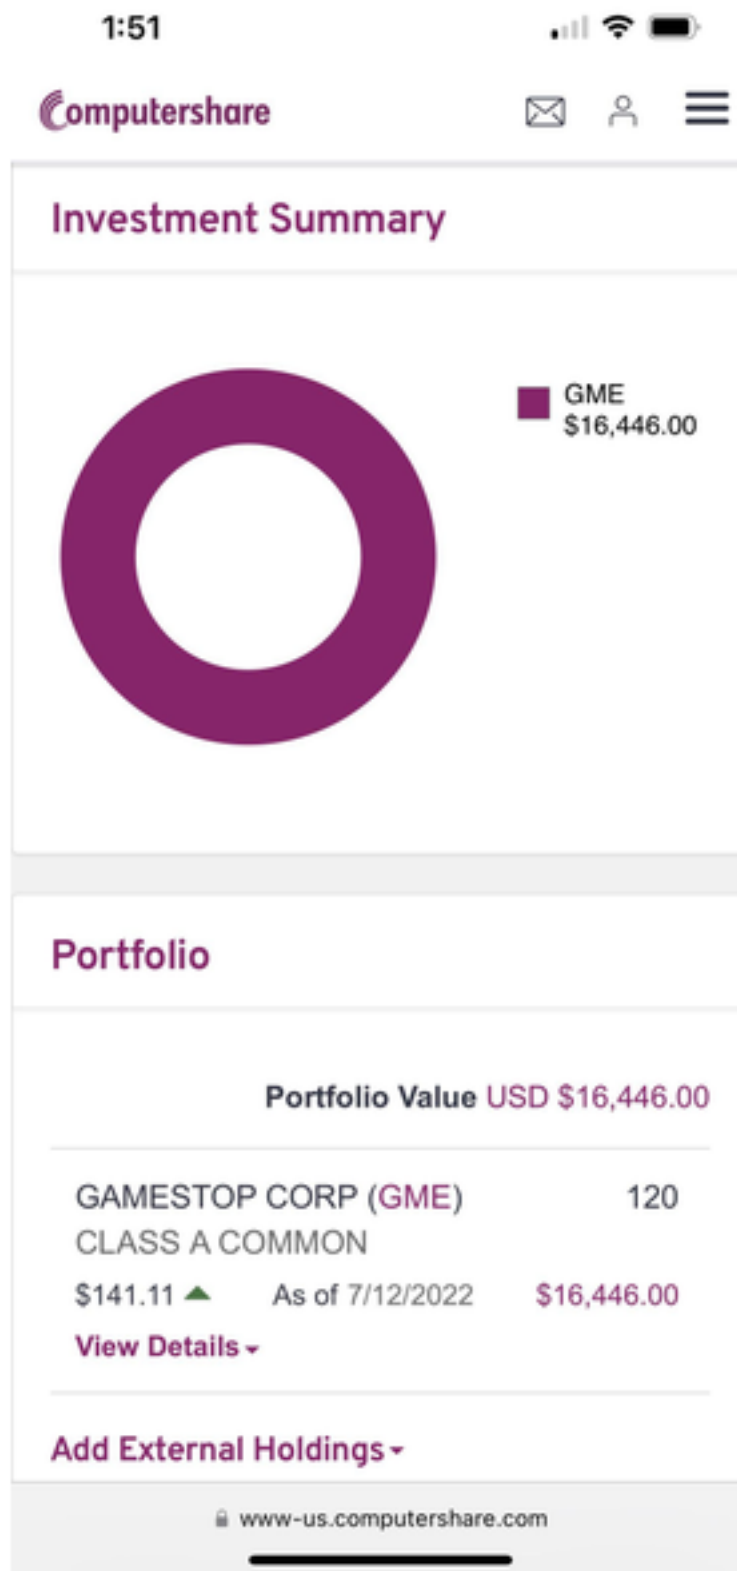 1:51
Computershare
Investment Summary
GME
$16,446.00
Portfolio
Portfolio Value USD $16,446.00
GAMESTOP CORP (GME) 120
CLASS A COMMON
$141.11 As of 7/12/2022 $16,446.00
View Details
Add External Holdings
www-us.computershare.com